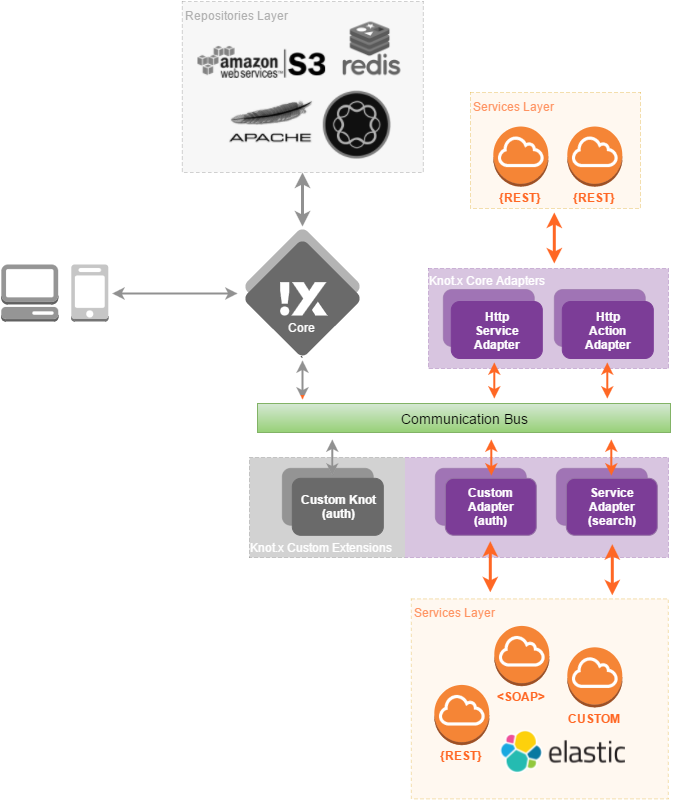 Repositories Layer
amazon
web services™
S3
redis
APACHE
Services Layer
{REST}
{REST}
Knot.x Core Adapters
Http
Service
Adapter
Http
Action
Adapter
!X
Core
Communication Bus
Custom Knot
(auth)
Custom
Adapter
(auth)
Service
Adapter
(search)
Knot.x Custom Extensions
Services Layer
<SOAP>
CUSTOM
{REST}
elastic